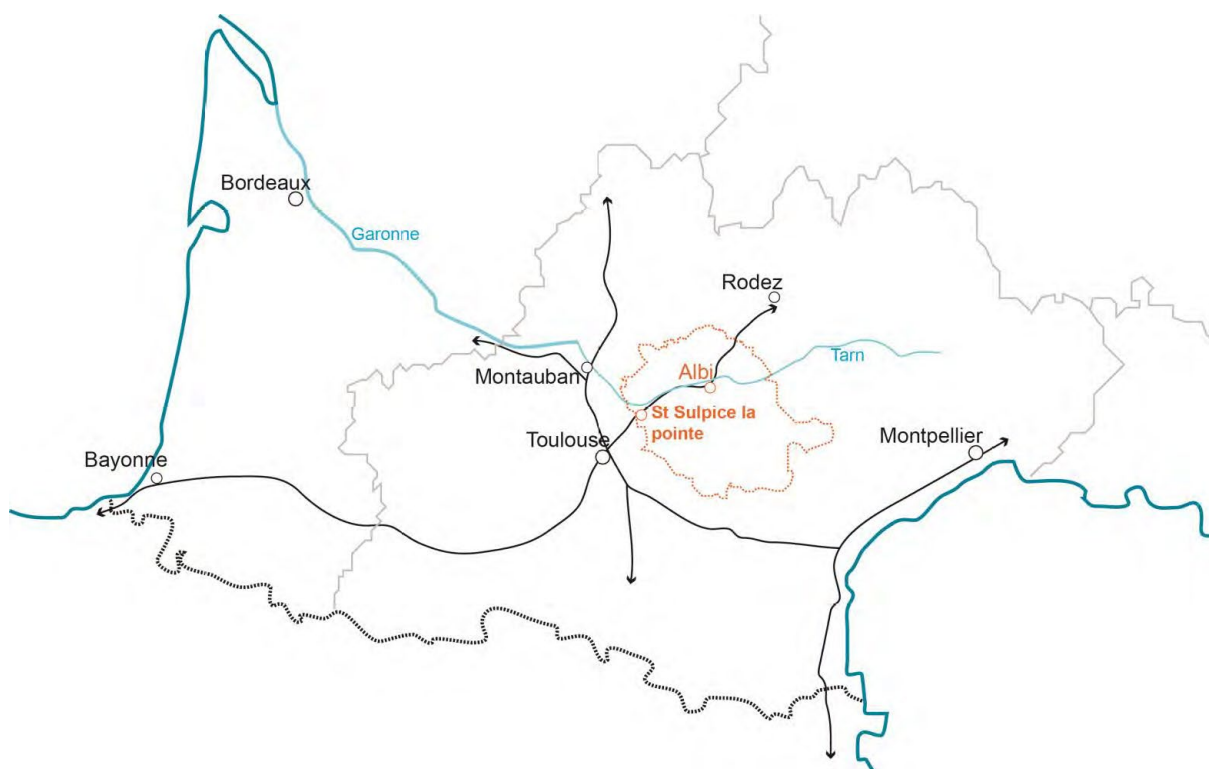 Bordeaux
Garonne
Rodez
Tarn
Montauban
Albi
St Sulpice la
pointe
Toulouse
Montpellier
Bayonne